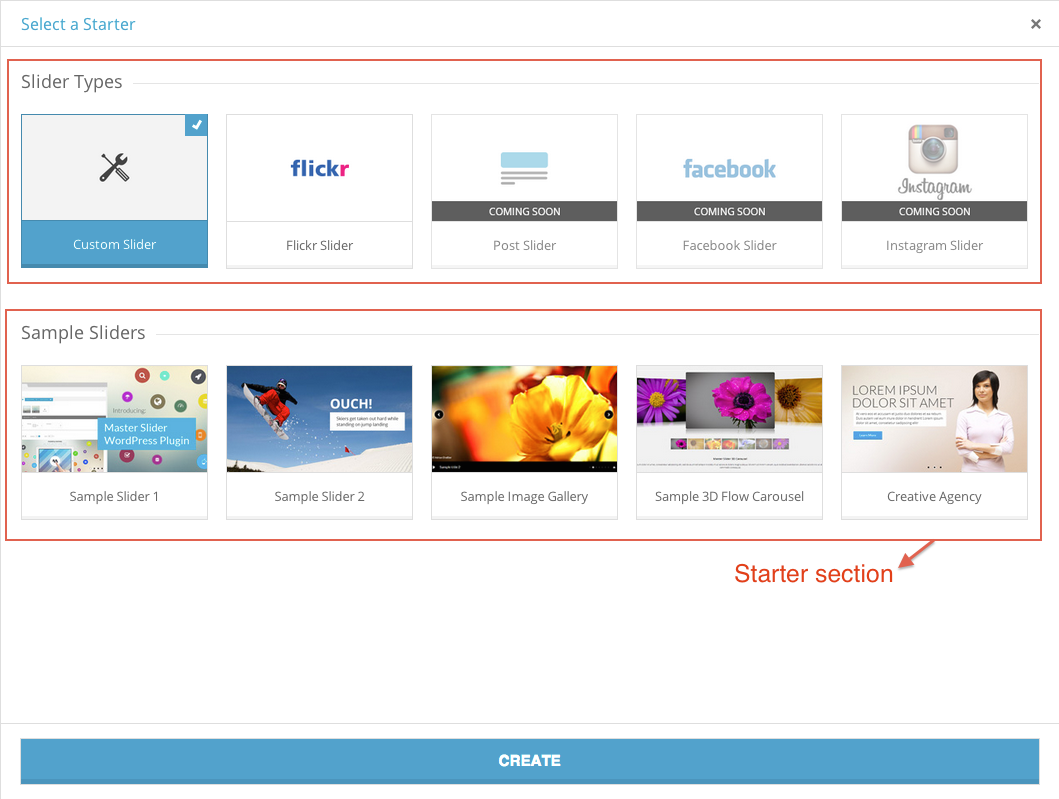 Select a Starter
Slider Types
flickr
facebook
Instagram
COMING SOON
COMING SOON
COMING SOON
Custom Slider
Flickr Slider
Post Slider
Facebook Slider
Instagram Slider
Sample Sliders
Introducing:
Master Slider
WordPress Plugin
OUCH!
Skiers get taken out hard while
standing on jump landing
LOREM IPSUM
DOLOR SIT AMET
Sample Slider 1
Sample Slider 2
Sample Image Gallery
Sample 3D Flow Carousel
Creative Agency
Starter section
CREATE